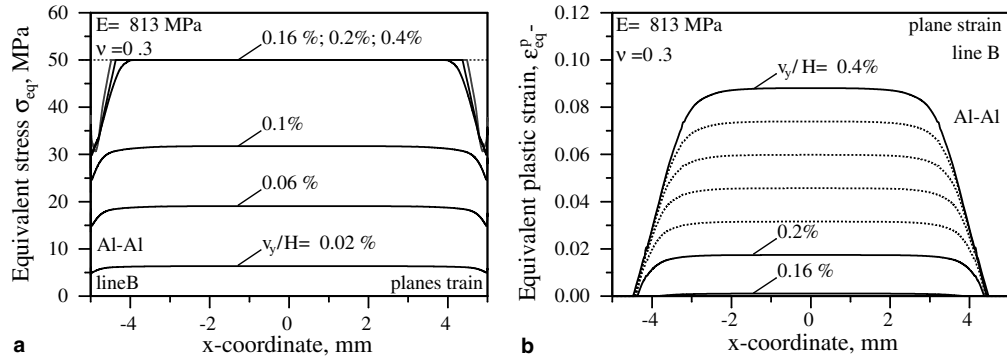 E= 813 MPa
ν =0 .3
0.16 %; 0.2%; 0.4%
0.1%
0.06 %
Al-Al
v_y/H= 0.02 %
lineB
planes train
Equivalent stress σ_eq, MPa
60
50
40
30
20
10
0
-4
-2
0
2
4
x-coordinate, mm
a
E= 813 MPa
ν =0 .3
plane strain
line B
v_y/H= 0.4%
Al-Al
0.2%
0.16 %
Equivalent plastic strain, ε^p_eq-
0.12
0.10
0.08
0.06
0.04
0.02
0.00
-4
-2
0
2
4
x-coordinate, mm
b